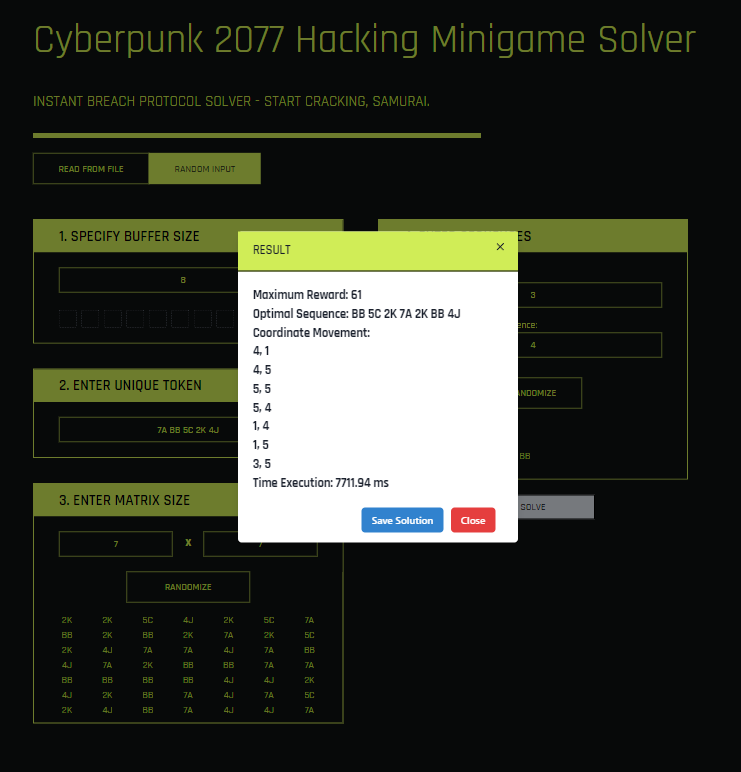 Cyberpunk 2077 Hacking Minigame Solver
INSTANT BREACH PROTOCOL SOLVER - START CRACKING, SAMURAI.
READ FROM FILE
RANDOM INPUT
1. SPECIFY BUFFER SIZE
8
2. ENTER UNIQUE TOKEN
7A BB 5C 2K 4J
3. ENTER MATRIX SIZE
7 X 7
RANDOMIZE
2K 2K 5C 4J 2K 5C 7A
BB 2K BB 2K 7A 2K 5C
2K 4J 7A 7A 4J 7A BB
4J 7A 2K BB BB 7A 7A
BB BB BB BB 4J 4J 2K
4J 2K BB 7A 4J 7A 5C
2K 4J BB 7A 4J 4J 7A
RESULT
×
Maximum Reward: 61
Optimal Sequence: BB 5C 2K 7A 2K BB 4J
Coordinate Movement:
4, 1
4, 5
5, 5
5, 4
1, 4
1, 5
3, 5
Time Execution: 7711.94 ms
Save Solution
Close
3
4
BB
SOLVE